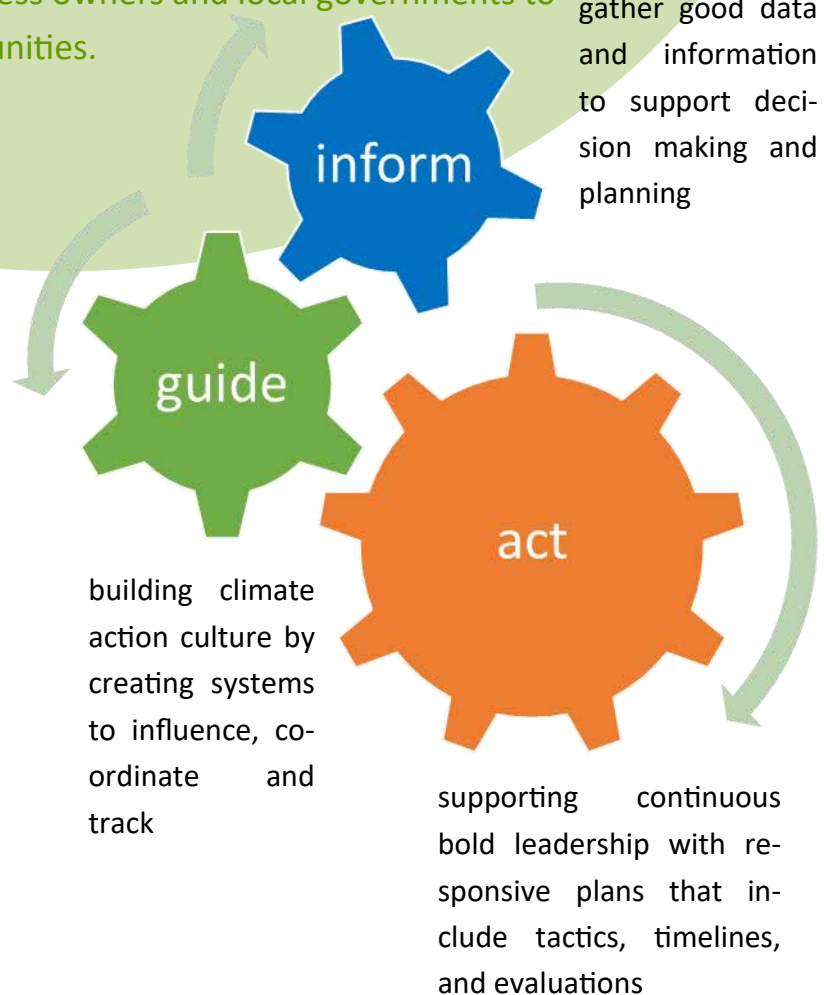 ess owners and local governments to
unities.
gather good data
and information
to support deci-
sion making and
planning
inform
guide
act
building climate
action culture by
creating systems
to influence, co-
ordinate and
track
supporting continuous
bold leadership with re-
sponsive plans that in-
clude tactics, timelines,
and evaluations